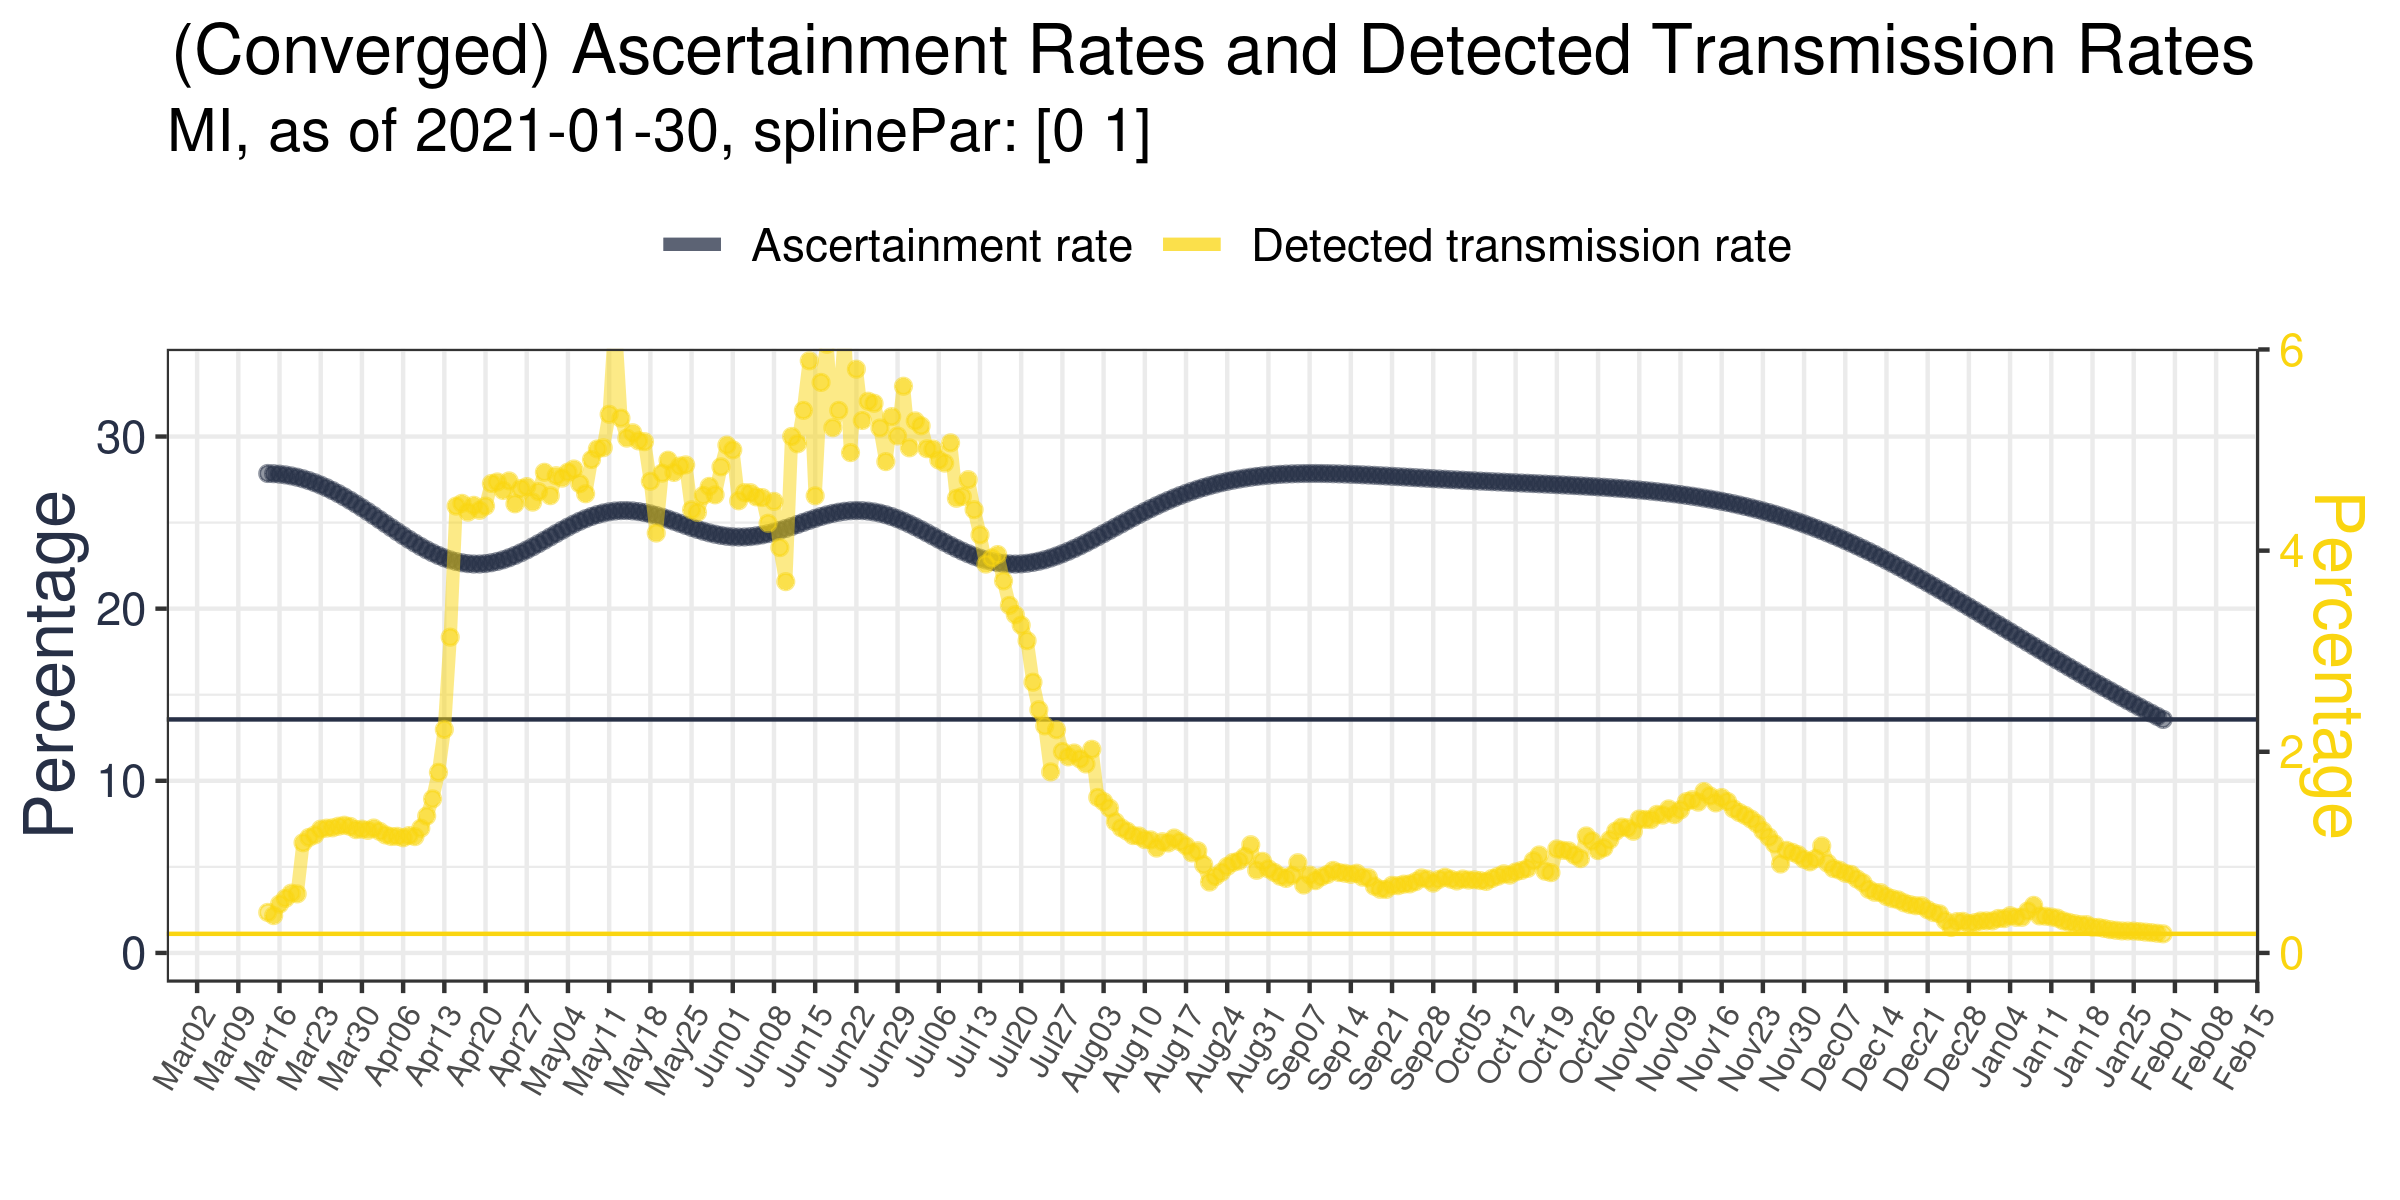 (Converged) Ascertainment Rates and Detected Transmission Rates
MI, as of 2021-01-30, splinePar: [0 1]
Ascertainment rate
Detected transmission rate
Percentage
30
20
10
0
6
4
2
0
Percentage
Mar02
Mar09
Mar16
Mar23
Mar30
Apr06
Apr13
Apr20
Apr27
May04
May11
May18
May25
Jun01
Jun08
Jun15
Jun22
Jun29
Jul06
Jul13
Jul20
Jul27
Aug03
Aug10
Aug17
Aug24
Aug31
Sep07
Sep14
Sep21
Sep28
Oct05
Oct12
Oct19
Oct26
Nov02
Nov09
Nov16
Nov23
Nov30
Dec07
Dec14
Dec21
Dec28
Jan04
Jan11
Jan18
Jan25
Feb01
Feb08
Feb15